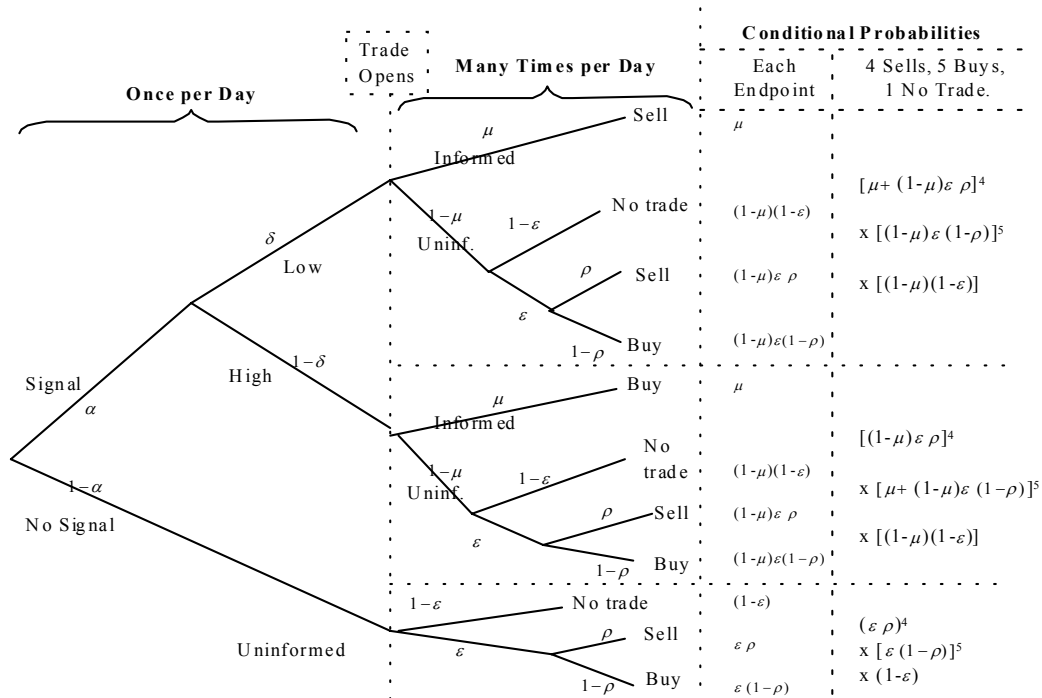 Conditional Probabilities
Trade
Opens
Many Times per Day
Each
Endpoint
4 Sells, 5 Buys,
1 No Trade.
Once per Day
Sell
μ
μ
Informed
[μ+ (1-μ)ε ρ]⁴
No trade
1−μ
1−ε
(1-μ)(1-ε)
Uninf.
x [(1-μ)ε (1-ρ)]⁵
δ
Low
ρ
Sell
(1-μ)ε ρ
x [(1-μ)(1-ε)]
ε
1−ρ
Buy
(1-μ)ε(1−ρ)
1−δ
High
Signal
α
Buy
μ
μ
Informed
[(1-μ)ε ρ]⁴
No
trade
1−μ
1−ε
(1-μ)(1-ε)
Uninf.
x [μ+ (1-μ)ε (1−ρ)]⁵
1−α
No Signal
ρ
Sell
(1-μ)ε ρ
x [(1-μ)(1-ε)]
ε
1−ρ
Buy
(1-μ)ε(1−ρ)
No trade
1−ε
(1-ε)
Uninformed
ε
ρ
Sell
ε ρ
(ε ρ)⁴
x [ε (1−ρ)]⁵
x (1-ε)
1−ρ
Buy
ε (1−ρ)